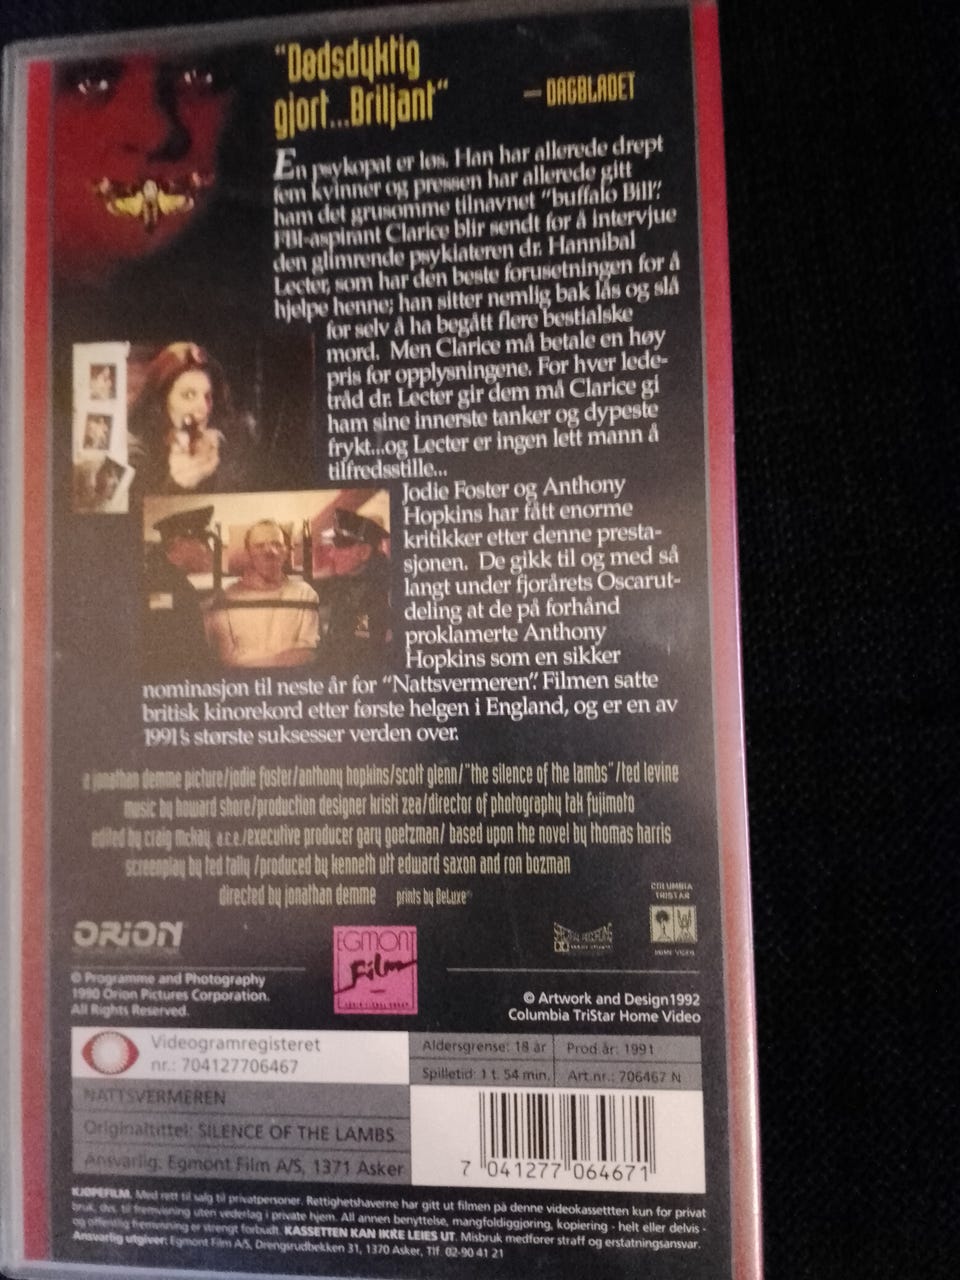 "Dødsdyktig
gjort...Briljant"
— DAGBLADET
En psykopat er løs. Han har allerede drept
fem kvinner og pressen har allerede gitt
ham det grusomme tilnavnet "buffalo Bill".
FBI-aspirant Clarice blir sendt for å intervjue
den glimrende psykiateren dr. Hannibal
Lecter, som har den beste forusetningen for å
hjelpe henne; han sitter nemlig bak lås og slå
for selv å ha begått flere bestialske
mord. Men Clarice må betale en høy
pris for opplysningene. For hver lede-
tråd dr. Lecter gir dem må Clarice gi
ham sine innerste tanker og dypeste
frykt...og Lecter er ingen lett mann å
tilfredsstille...
Jodie Foster og Anthony
Hopkins har fått enorme
kritikker etter denne presta-
sjonen. De gikk til og med så
langt under fjorårets Oscarut-
deling at de på forhånd
proklamerte Anthony
Hopkins som en sikker
nominasjon til neste år for "Nattsvermeren". Filmen satte
britisk kinorekord etter første helgen i England, og er en av
1991's største suksesser verden over.
a jonathan demme picture/jodie foster/anthony hopkins/scott glenn/"the silence of the lambs"/ted levine
music by howard shore/production designer kristi zea/director of photography tak fujimoto
edited by craig mckay, a.c.e./executive producer gary goetzman/ based upon the novel by thomas harris
screenplay by ted tally /produced by kenneth utt edward saxon and ron bozman
directed by jonathan demme prints by DeLuxe®
COLUMBIA
TRISTAR
HOME VIDEO
ORION
EGMONT
Film
© Programme and Photography
1990 Orion Pictures Corporation.
All Rights Reserved.
© Artwork and Design1992
Columbia TriStar Home Video
Videogramregisteret
nr.: 704127706467
Aldersgrense: 18 år
Prod.år: 1991
Spilletid: 1 t. 54 min.
Art.nr.: 706467 N
NATTSVERMEREN
Originaltittel: SILENCE OF THE LAMBS
Ansvarlig: Egmont Film A/S, 1371 Asker
7 041277 064671
KJØPEFILM. Med rett til salg til privatpersoner. Rettighetshaverne har gitt ut filmen på denne videokassettten kun for privat
bruk, dvs. til fremvisning uten vederlag i private hjem. All annen benyttelse, mangfoldiggjøring, kopiering - helt eller delvis -
og offentlig fremvisning er strengt forbudt. KASSETTEN KAN IKKE LEIES UT. Misbruk medfører straff og erstatningsansvar.
Ansvarlig utgiver: Egmont Film A/S, Drengsrudbekken 31, 1370 Asker, Tlf. 02-90 41 21